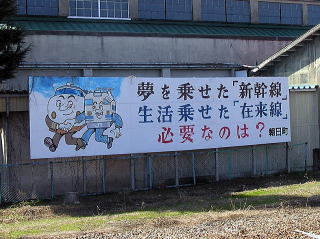 夢を乗せた「新幹線」
生活乗せた「在来線」
必要なのは？ 朝日町